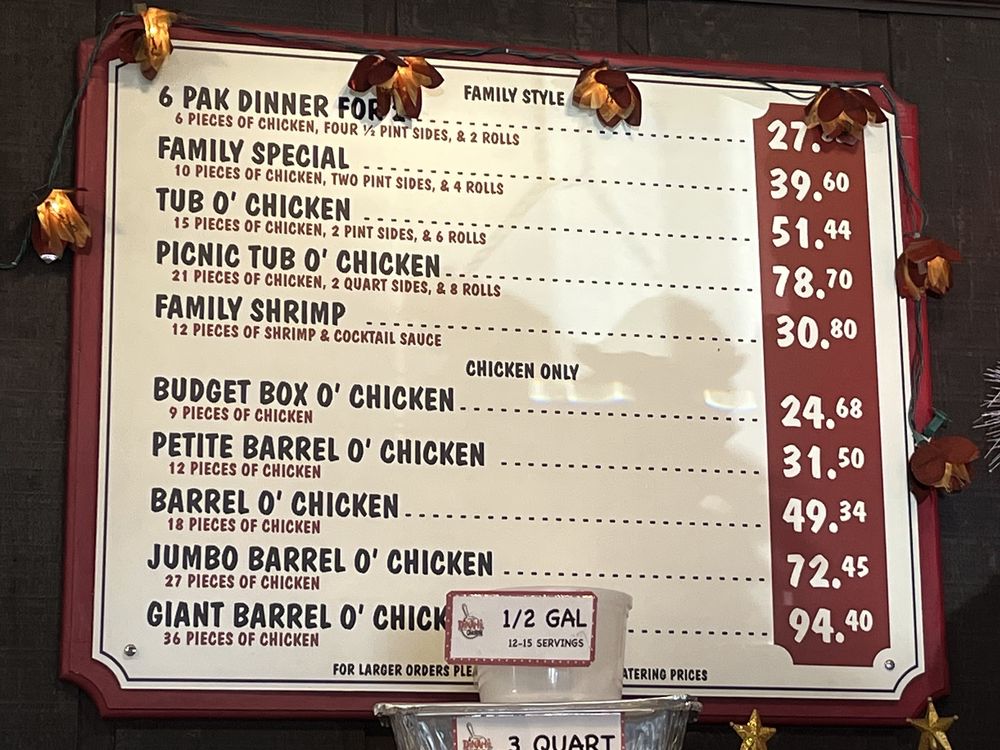 FAMILY STYLE
6 PAK DINNER FOR 2 27.
6 PIECES OF CHICKEN, FOUR ½ PINT SIDES, & 2 ROLLS
FAMILY SPECIAL 39.60
10 PIECES OF CHICKEN, TWO PINT SIDES, & 4 ROLLS
TUB O' CHICKEN 51.44
15 PIECES OF CHICKEN, 2 PINT SIDES, & 6 ROLLS
PICNIC TUB O' CHICKEN 78.70
21 PIECES OF CHICKEN, 2 QUART SIDES, & 8 ROLLS
FAMILY SHRIMP 30.80
12 PIECES OF SHRIMP & COCKTAIL SAUCE
CHICKEN ONLY
BUDGET BOX O' CHICKEN 24.68
9 PIECES OF CHICKEN
PETITE BARREL O' CHICKEN 31.50
12 PIECES OF CHICKEN
BARREL O' CHICKEN 49.34
18 PIECES OF CHICKEN
JUMBO BARREL O' CHICKEN 72.45
27 PIECES OF CHICKEN
GIANT BARREL O' CHICK 94.40
36 PIECES OF CHICKEN
FOR LARGER ORDERS PLEA ATERING PRICES
1/2 GAL
12-15 SERVINGS
3 QUART